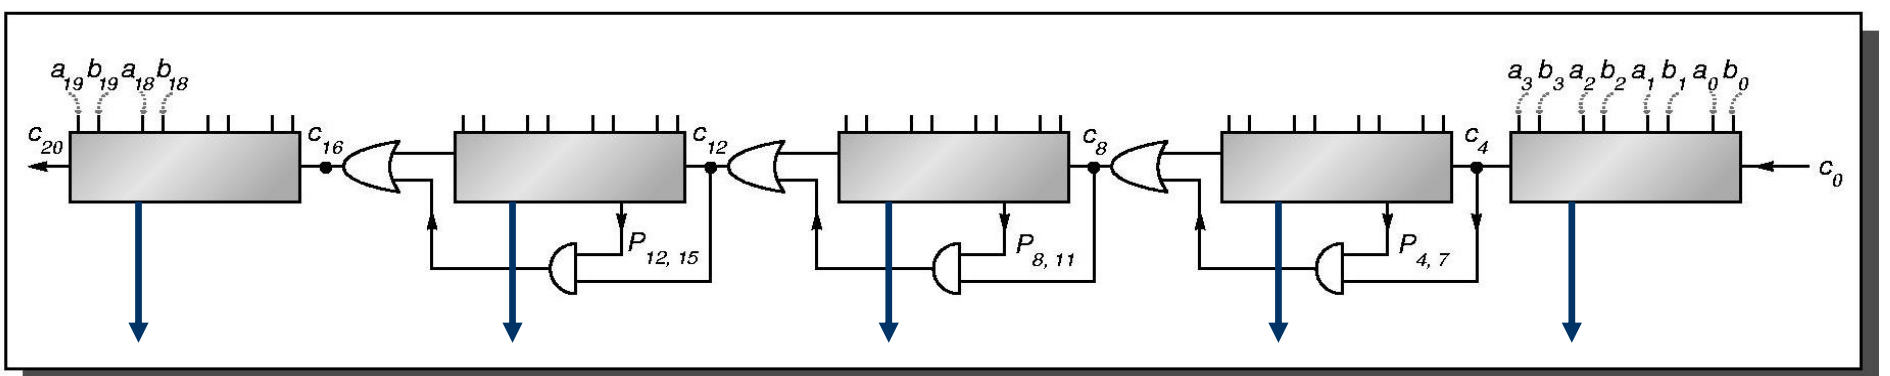 a19 b19 a18 b18
a3 b3 a2 b2 a1 b1 a0 b0
c20 c16 c12 c8 c4 c0
P12, 15 P8, 11 P4, 7